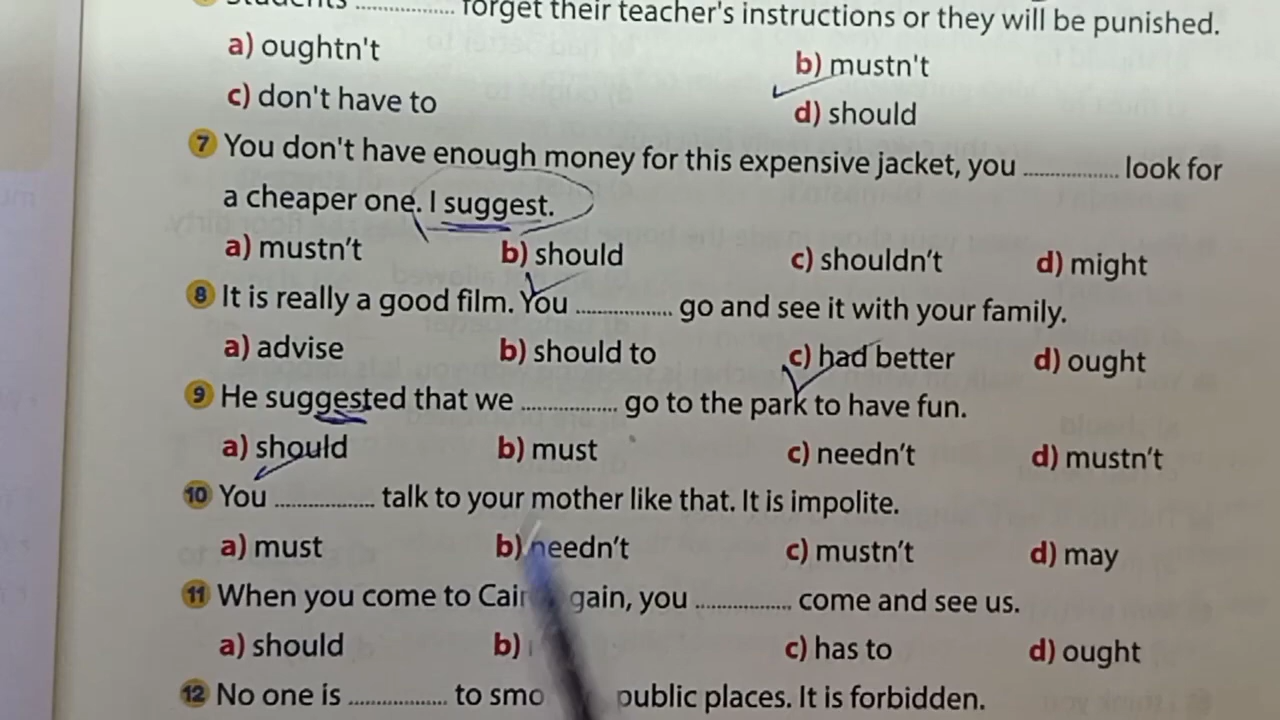 Students .................. forget their teacher's instructions or they will be punished.
a) oughtn't b) mustn't
c) don't have to d) should
7 You don't have enough money for this expensive jacket, you .................. look for
a cheaper one. I suggest.
a) mustn't b) should c) shouldn't d) might
8 It is really a good film. You .................. go and see it with your family.
a) advise b) should to c) had better d) ought
9 He suggested that we .................. go to the park to have fun.
a) should b) must c) needn't d) mustn't
10 You .................. talk to your mother like that. It is impolite.
a) must b) needn't c) mustn't d) may
11 When you come to Cair gain, you .................. come and see us.
a) should b) c) has to d) ought
12 No one is .................. to smo public places. It is forbidden.